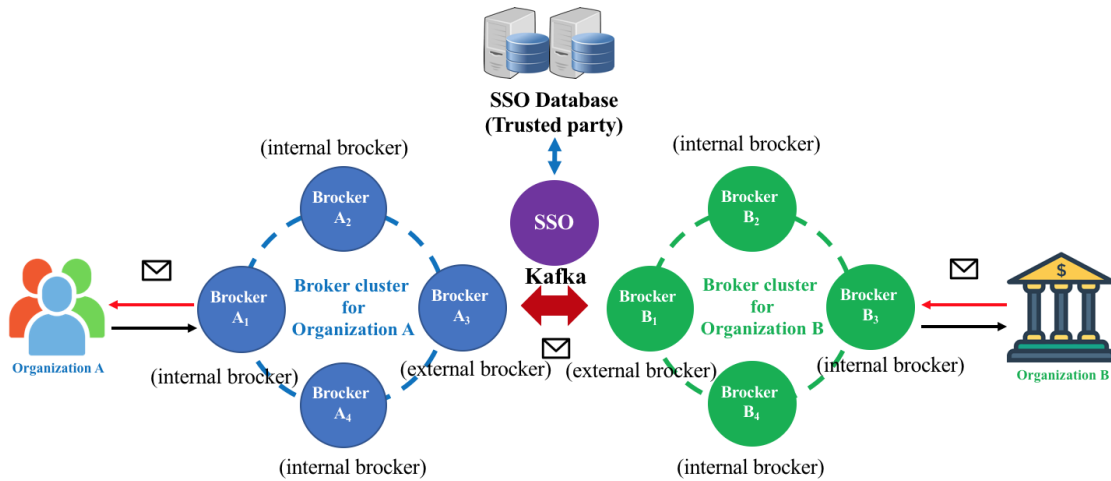 SSO Database
(Trusted party)
(internal brocker)
(internal brocker)
Brocker
A2
SSO
Brocker
B2
Kafka
Brocker
A1
Broker cluster
for
Organization A
Brocker
A3
Brocker
B1
Broker cluster
for
Organization B
Brocker
B3
$
Organization A
(internal brocker)
(external brocker)
(external brocker)
(internal brocker)
Organization B
Brocker
A4
Brocker
B4
(internal brocker)
(internal brocker)